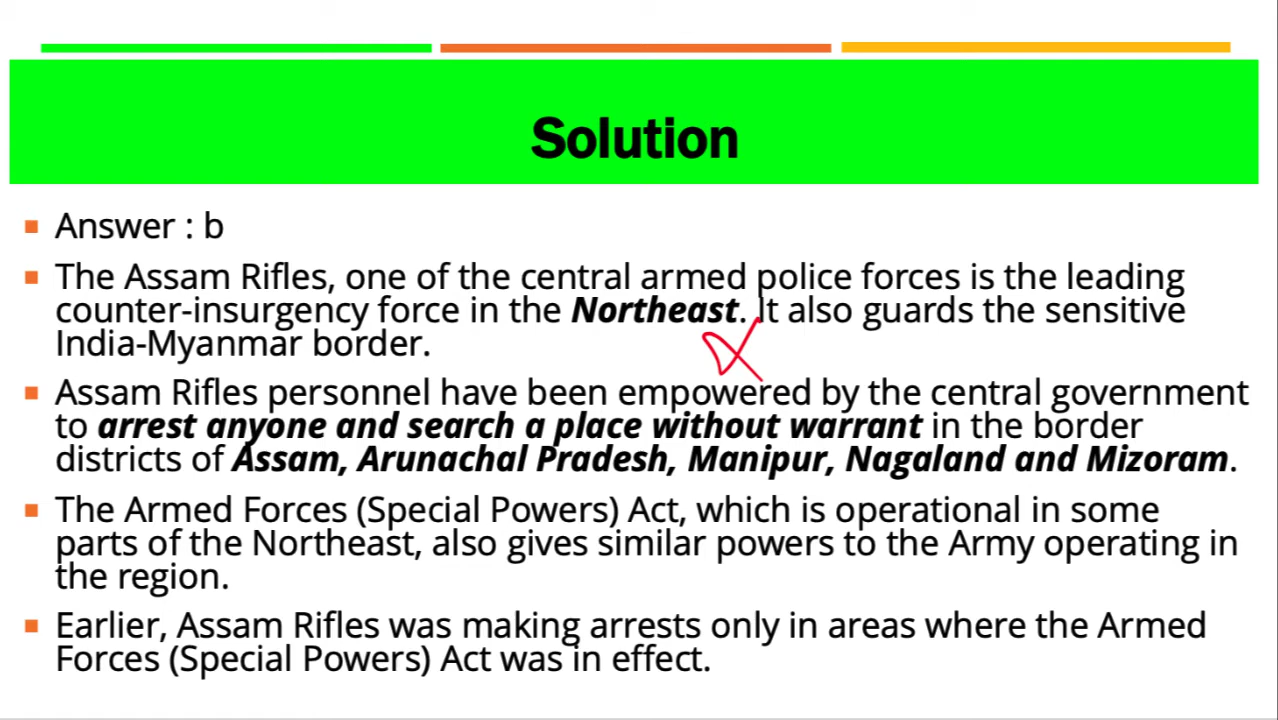 Solution
Answer : b
The Assam Rifles, one of the central armed police forces is the leading
counter-insurgency force in the Northeast. It also guards the sensitive
India-Myanmar border.
Assam Rifles personnel have been empowered by the central government
to arrest anyone and search a place without warrant in the border
districts of Assam, Arunachal Pradesh, Manipur, Nagaland and Mizoram.
The Armed Forces (Special Powers) Act, which is operational in some
parts of the Northeast, also gives similar powers to the Army operating in
the region.
Earlier, Assam Rifles was making arrests only in areas where the Armed
Forces (Special Powers) Act was in effect.